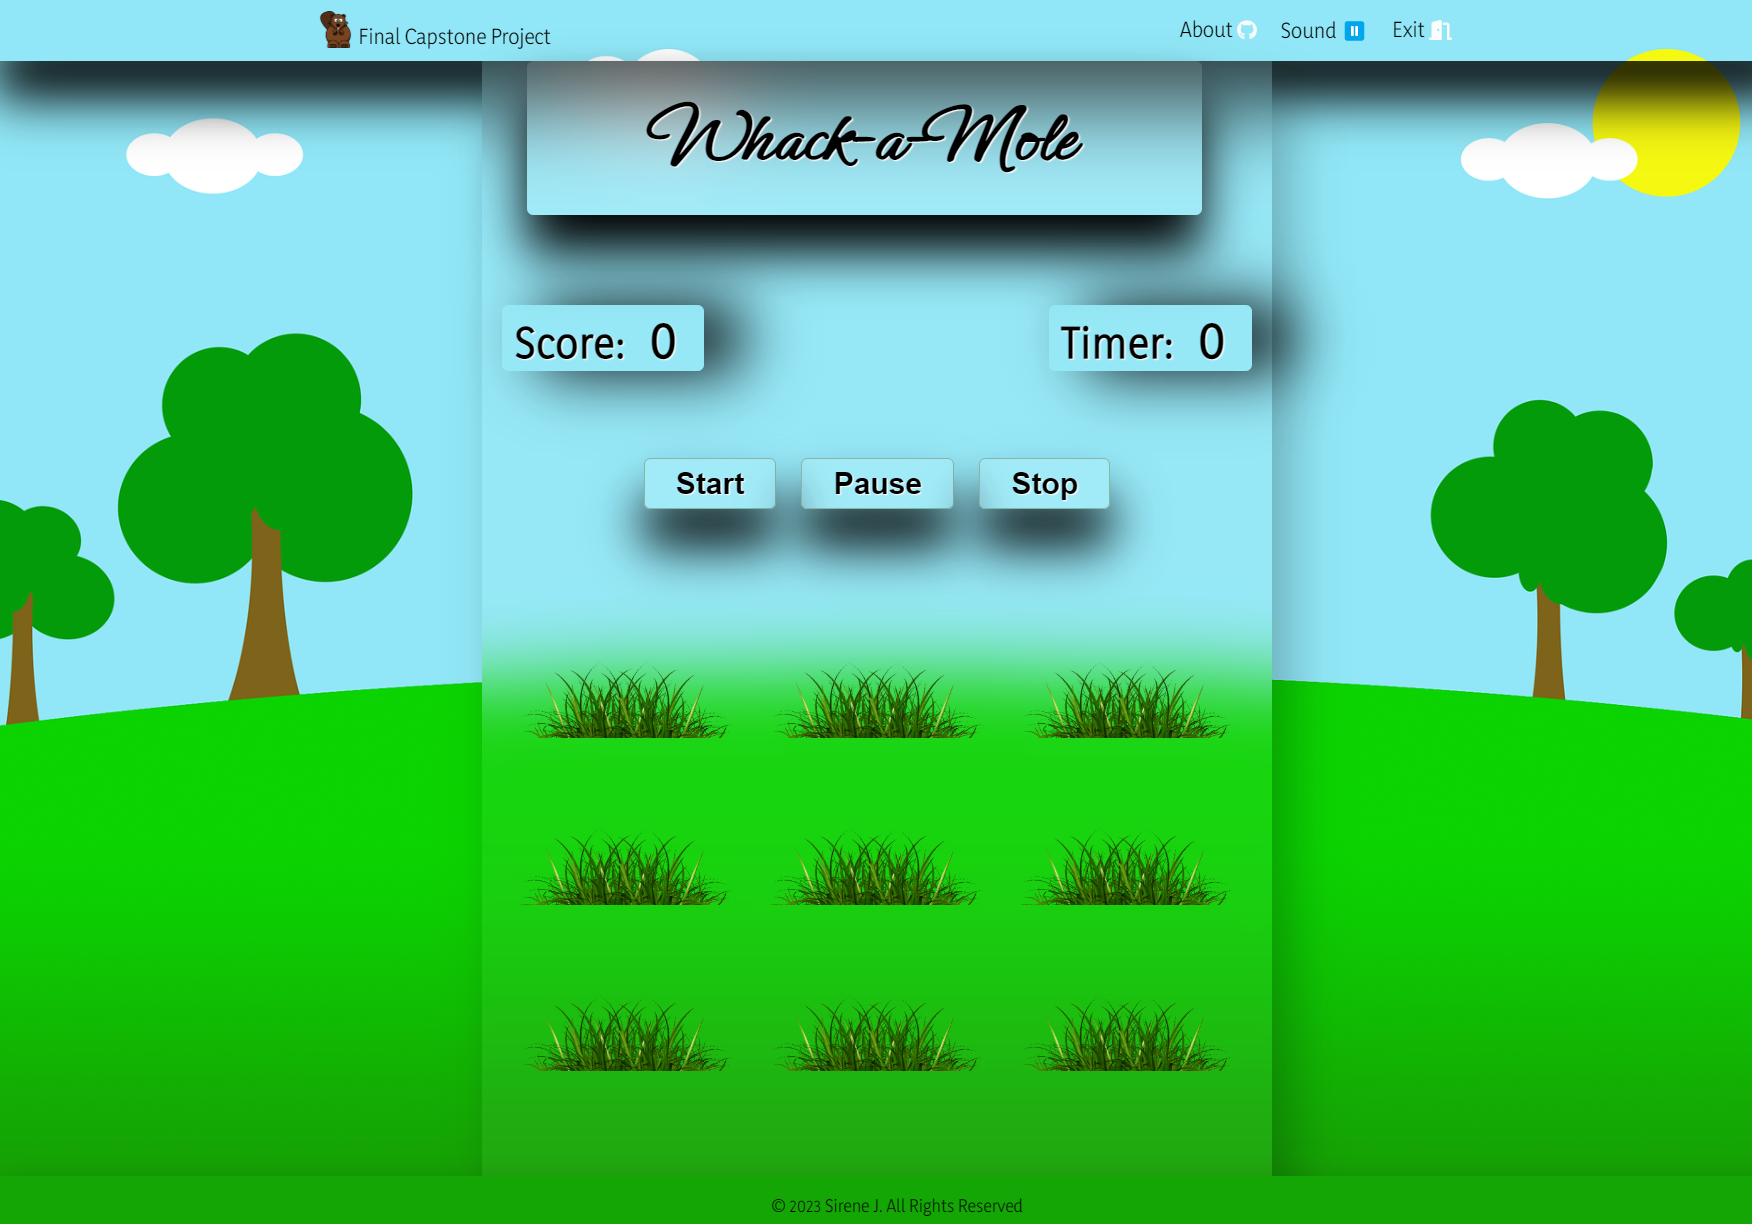 Final Capstone Project
About
Sound
Exit
Whack-a-Mole
Score: 0
Timer: 0
Start
Pause
Stop
© 2023 Sirene J. All Rights Reserved